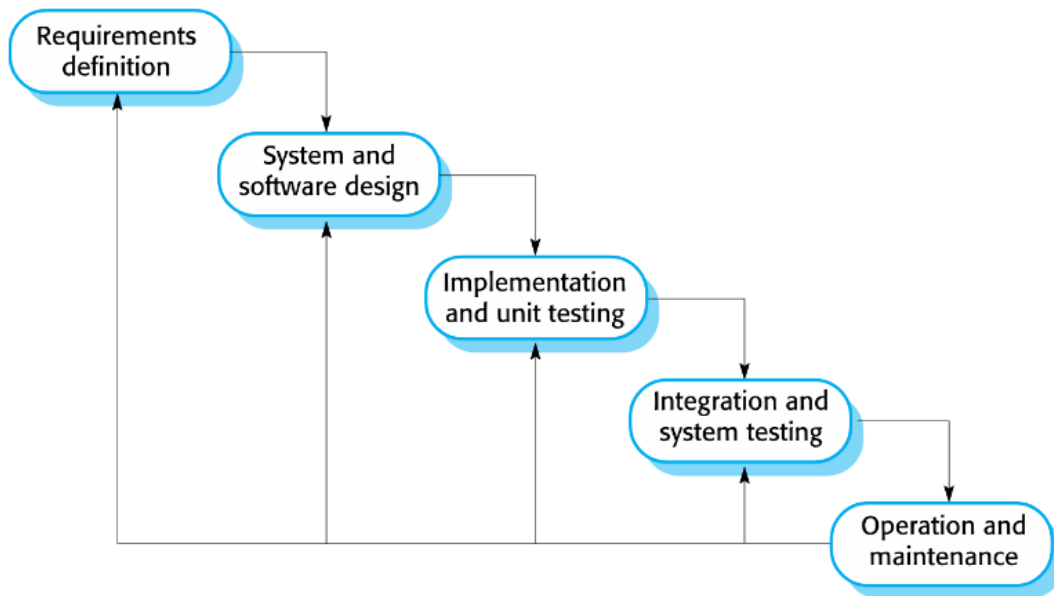 Requirements
definition
System and
software design
Implementation
and unit testing
Integration and
system testing
Operation and
maintenance